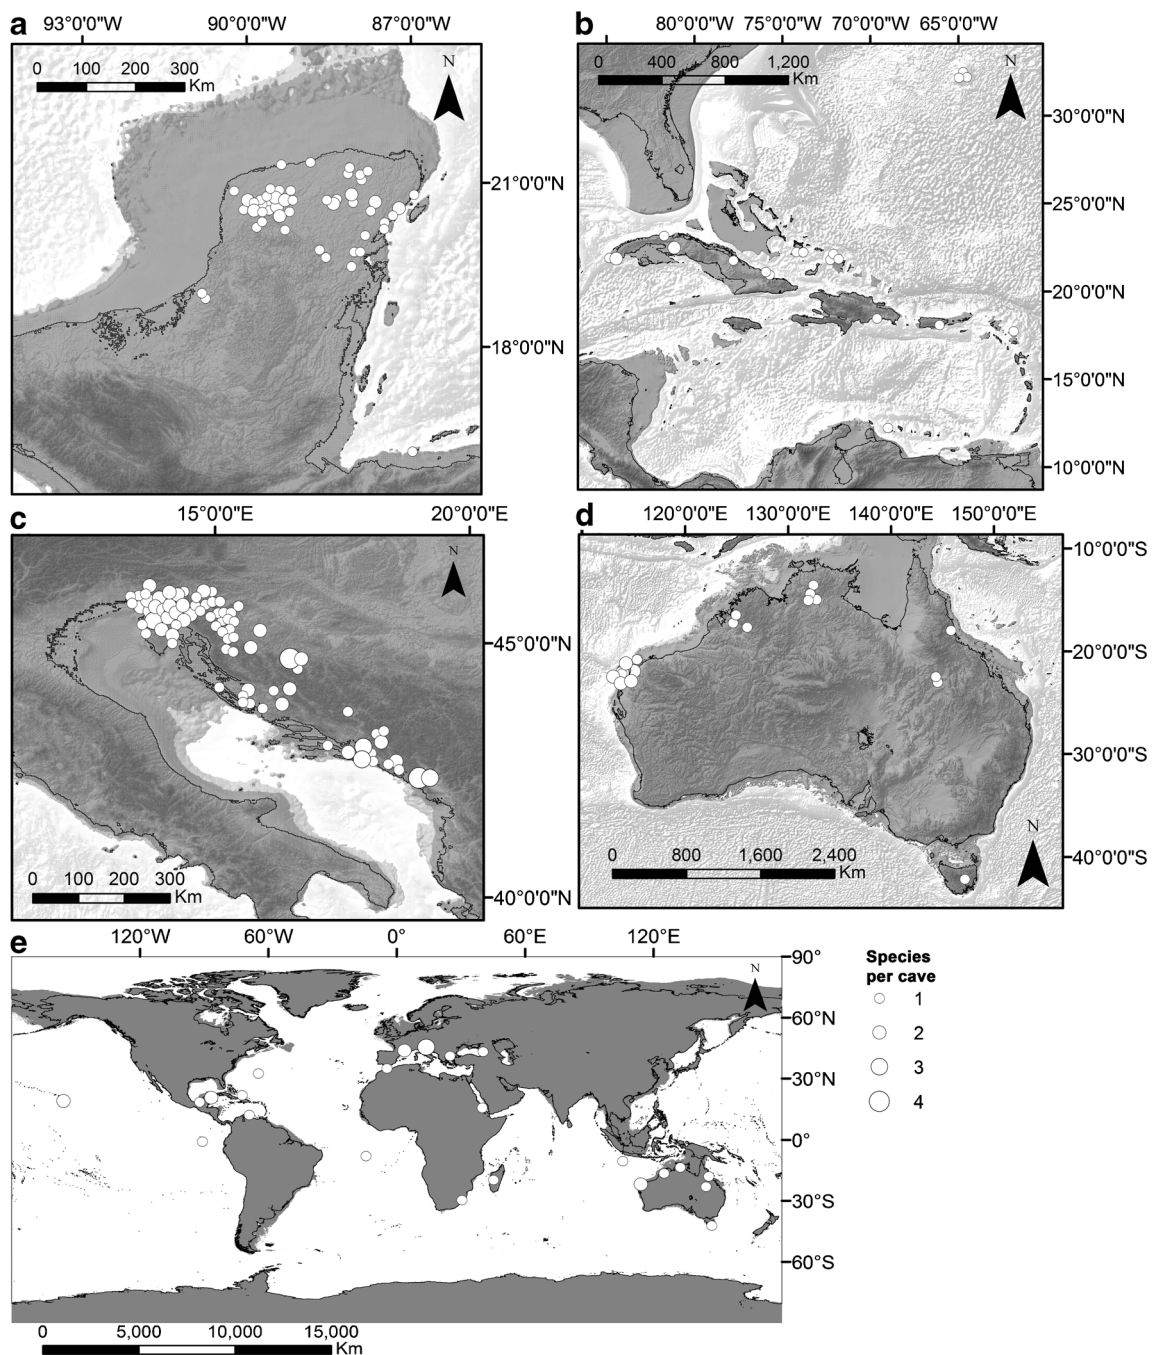 a
93°0'0"W 90°0'0"W 87°0'0"W
0 100 200 300
Km
N
21°0'0"N
18°0'0"N
b
80°0'0"W 75°0'0"W 70°0'0"W 65°0'0"W
0 400 800 1,200
Km
N
30°0'0"N
25°0'0"N
20°0'0"N
15°0'0"N
10°0'0"N
c
15°0'0"E 20°0'0"E
N
45°0'0"N
0 100 200 300
Km
40°0'0"N
d
120°0'0"E 130°0'0"E 140°0'0"E 150°0'0"E
10°0'0"S
20°0'0"S
30°0'0"S
40°0'0"S
N
0 800 1,600 2,400
Km
e
120°W 60°W 0° 60°E 120°E
N
90°
60°N
30°N
0°
30°S
60°S
0 5,000 10,000 15,000
Km
Species
per cave
1
2
3
4